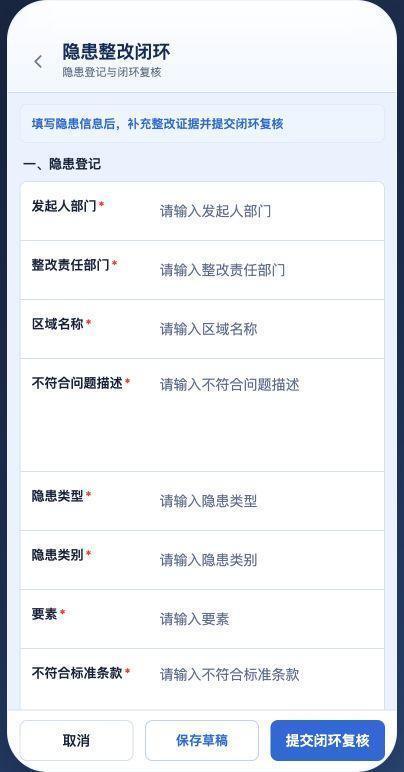 隐患整改闭环
隐患登记与闭环复核
填写隐患信息后，补充整改证据并提交闭环复核
一、隐患登记
发起人部门* 请输入发起人部门
整改责任部门* 请输入整改责任部门
区域名称* 请输入区域名称
不符合问题描述* 请输入不符合问题描述
隐患类型* 请输入隐患类型
隐患类别* 请输入隐患类别
要素* 请输入要素
不符合标准条款* 请输入不符合标准条款
取消 保存草稿 提交闭环复核